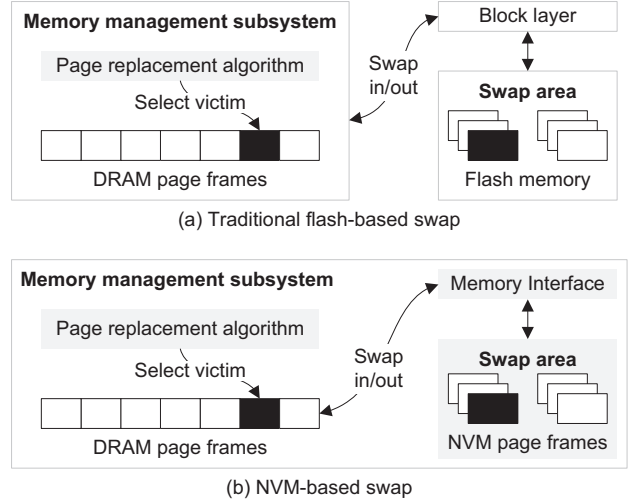 Memory management subsystem
Page replacement algorithm
Select victim
DRAM page frames
Swap
in/out
Block layer
Swap area
Flash memory
(a) Traditional flash-based swap
Memory management subsystem
Page replacement algorithm
Select victim
DRAM page frames
Swap
in/out
Memory Interface
Swap area
NVM page frames
(b) NVM-based swap